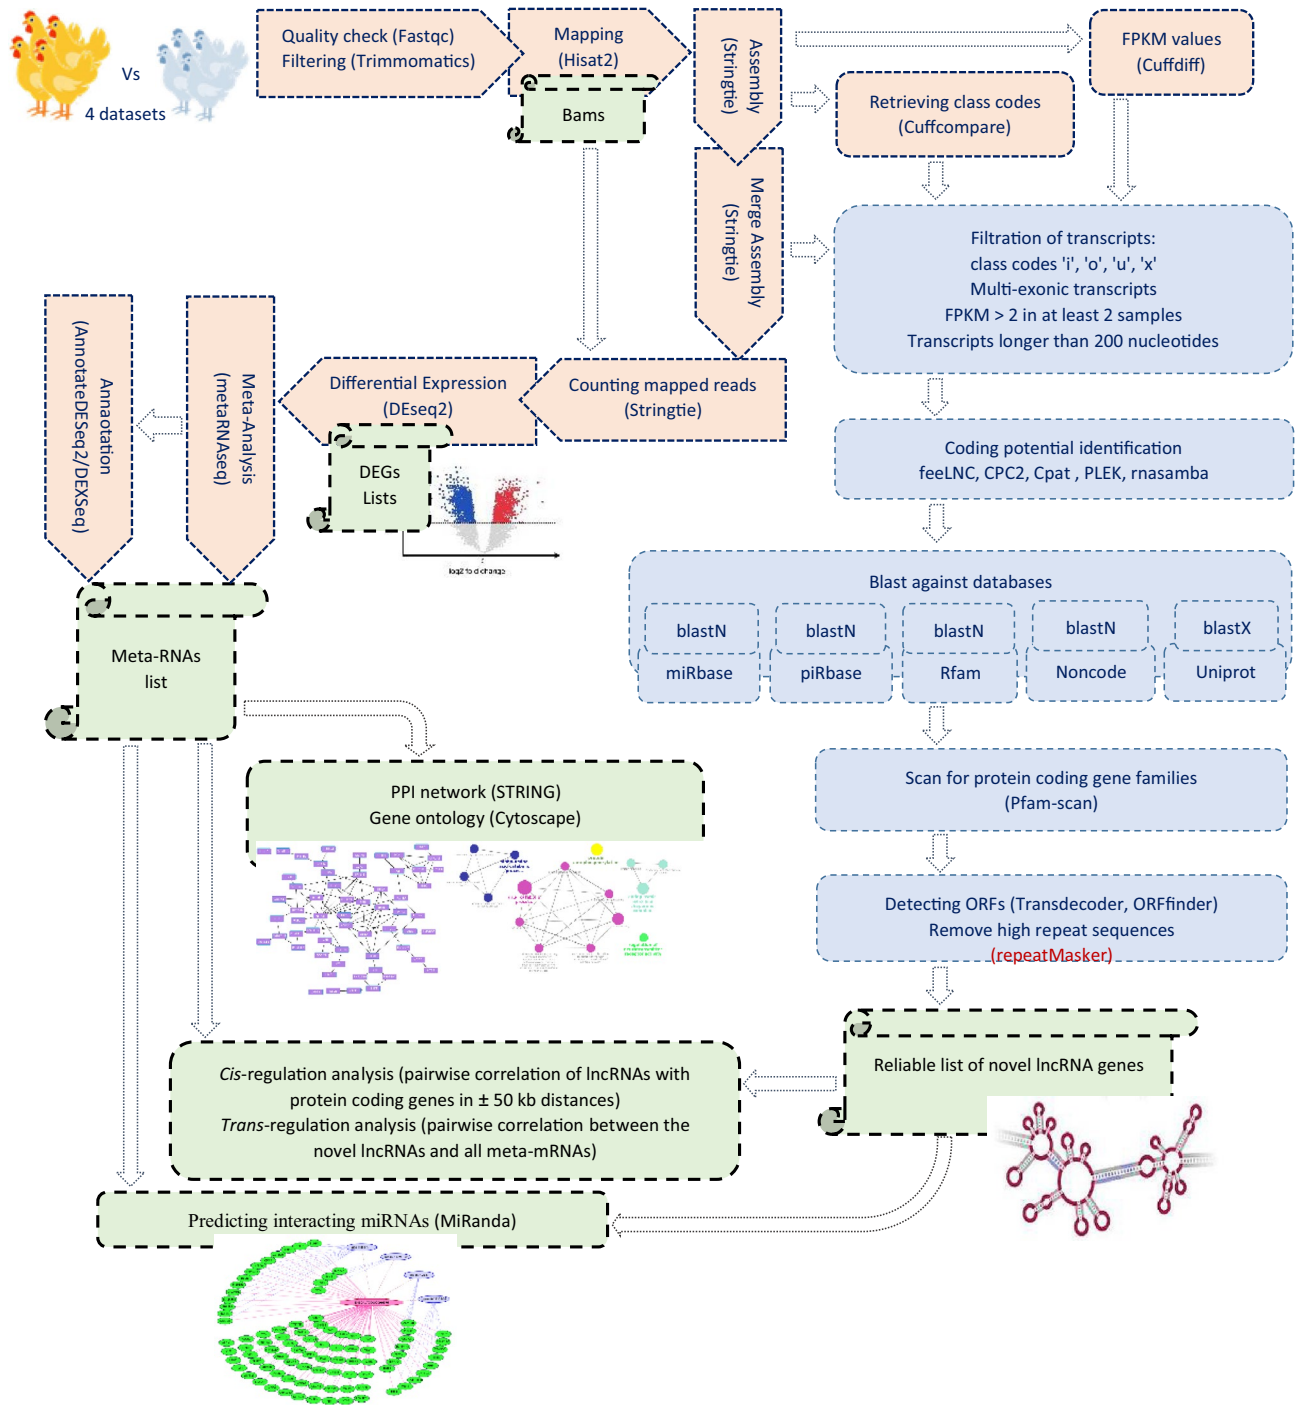 Vs
4 datasets
Quality check (Fastqc)
Filtering (Trimmomatics)
Mapping
(Hisat2)
Bams
Assembly
(Stringtie)
FPKM values
(Cuffdiff)
Retrieving class codes
(Cuffcompare)
Merge Assembly
(Stringtie)
Filtration of transcripts:
class codes 'i', 'o', 'u', 'x'
Multi-exonic transcripts
FPKM > 2 in at least 2 samples
Transcripts longer than 200 nucleotides
Counting mapped reads
(Stringtie)
Differential Expression
(DEseq2)
DEGs
Lists
log2 fold change
Meta-Analysis
(metaRNAseq)
Annaotation
(AnnotateDESeq2/DEXSeq)
Meta-RNAs
list
Coding potential identification
feeLNC, CPC2, Cpat , PLEK, rnasamba
Blast against databases
blastN
miRbase
blastN
piRbase
blastN
Rfam
blastN
Noncode
blastX
Uniprot
Scan for protein coding gene families
(Pfam-scan)
Detecting ORFs (Transdecoder, ORFfinder)
Remove high repeat sequences
(repeatMasker)
Reliable list of novel lncRNA genes
PPI network (STRING)
Gene ontology (Cytoscape)
Cis-regulation analysis (pairwise correlation of lncRNAs with
protein coding genes in ± 50 kb distances)
Trans-regulation analysis (pairwise correlation between the
novel lncRNAs and all meta-mRNAs)
Predicting interacting miRNAs (MiRanda)